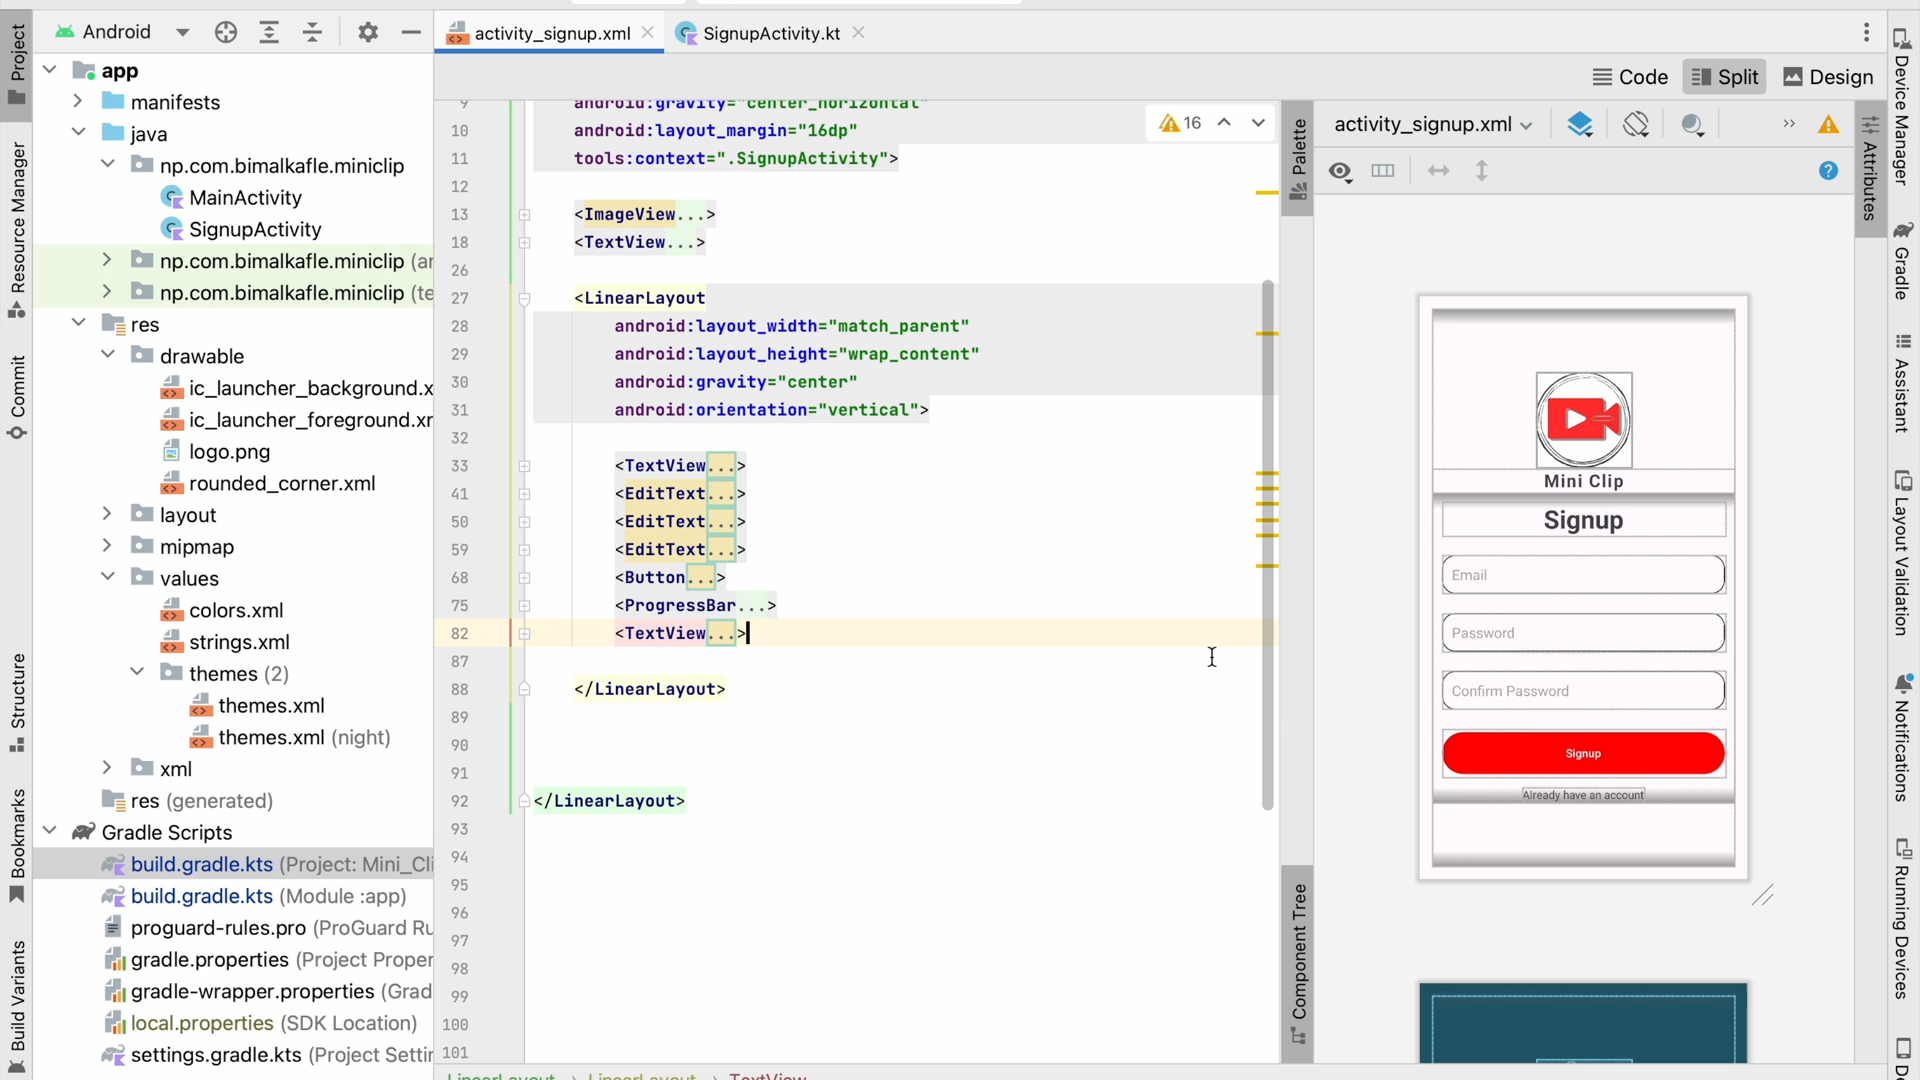 Android
activity_signup.xml
SignupActivity.kt
Code
Split
Design
Project
Resource Manager
Commit
Structure
Bookmarks
Build Variants
app
manifests
java
np.com.bimalkafle.miniclip
MainActivity
SignupActivity
np.com.bimalkafle.miniclip (ar
np.com.bimalkafle.miniclip (te
res
drawable
ic_launcher_background.x
ic_launcher_foreground.xr
logo.png
rounded_corner.xml
layout
mipmap
values
colors.xml
strings.xml
themes (2)
themes.xml
themes.xml (night)
xml
res (generated)
Gradle Scripts
build.gradle.kts (Project: Mini_Cli
build.gradle.kts (Module :app)
proguard-rules.pro (ProGuard Ru
gradle.properties (Project Proper
gradle-wrapper.properties (Grad
local.properties (SDK Location)
settings.gradle.kts (Project Settin
9 android:gravity="center_horizontal"
10 android:layout_margin="16dp"
11 tools:context=".SignupActivity">
12
13 <ImageView...>
18 <TextView...>
26
27 <LinearLayout
28 android:layout_width="match_parent"
29 android:layout_height="wrap_content"
30 android:gravity="center"
31 android:orientation="vertical">
32
33 <TextView...>
41 <EditText...>
50 <EditText...>
59 <EditText...>
68 <Button...>
75 <ProgressBar...>
82 <TextView...>
87
88 </LinearLayout>
89
90
91
92 </LinearLayout>
93
94
95
96
97
98
99
100
101
LinearLayout > LinearLayout > TextView
16
Palette
Component Tree
activity_signup.xml
Mini Clip
Signup
Email
Password
Confirm Password
Signup
Already have an account
Attributes
Device Manager
Gradle
Assistant
Layout Validation
Notifications
Running Devices